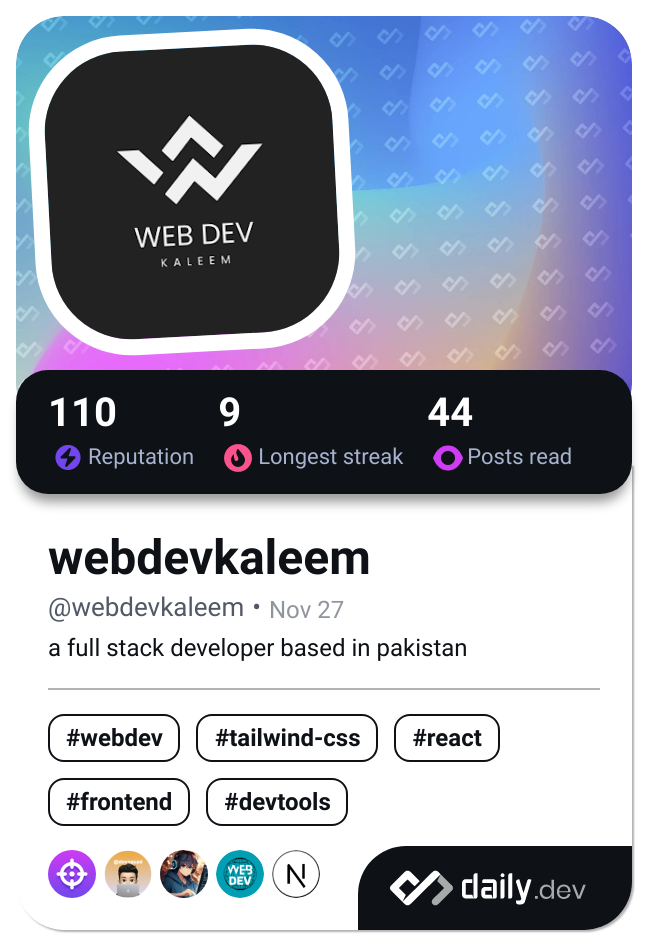 WEB DEV
KALEEM
110 9 44
Reputation Longest streak Posts read
webdevkaleem
@webdevkaleem • Nov 27
a full stack developer based in pakistan
#webdev #tailwind-css #react
#frontend #devtools
WEB
DEV
N
daily.dev